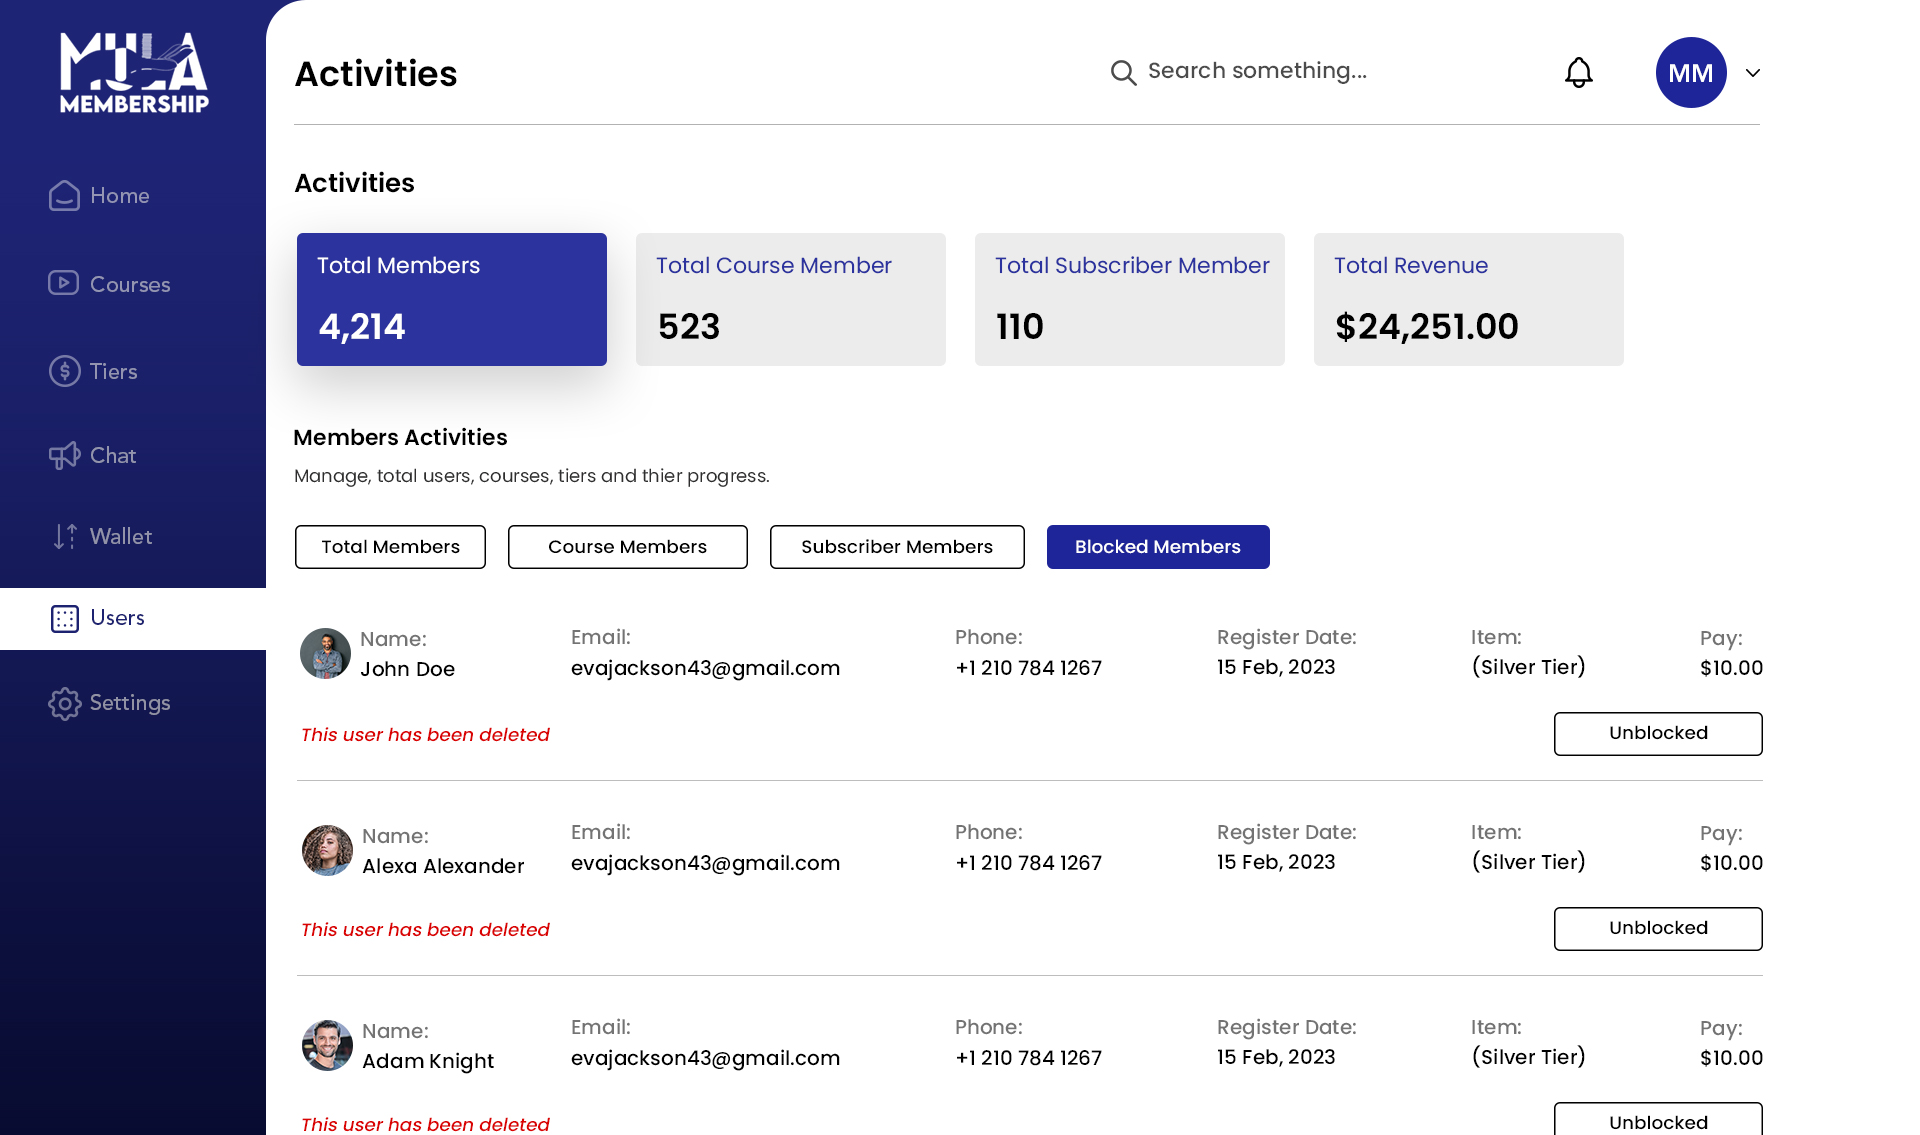 MULA
MEMBERSHIP
Home
Courses
Tiers
Chat
Wallet
Users
Settings
Activities
Search something...
MM
Activities
Total Members
4,214
Total Course Member
523
Total Subscriber Member
110
Total Revenue
$24,251.00
Members Activities
Manage, total users, courses, tiers and thier progress.
Total Members
Course Members
Subscriber Members
Blocked Members
Name:
John Doe
Email:
evajackson43@gmail.com
Phone:
+1 210 784 1267
Register Date:
15 Feb, 2023
Item:
(Silver Tier)
Pay:
$10.00
This user has been deleted
Unblocked
Name:
Alexa Alexander
Email:
evajackson43@gmail.com
Phone:
+1 210 784 1267
Register Date:
15 Feb, 2023
Item:
(Silver Tier)
Pay:
$10.00
This user has been deleted
Unblocked
Name:
Adam Knight
Email:
evajackson43@gmail.com
Phone:
+1 210 784 1267
Register Date:
15 Feb, 2023
Item:
(Silver Tier)
Pay:
$10.00
This user has been deleted
Unblocked